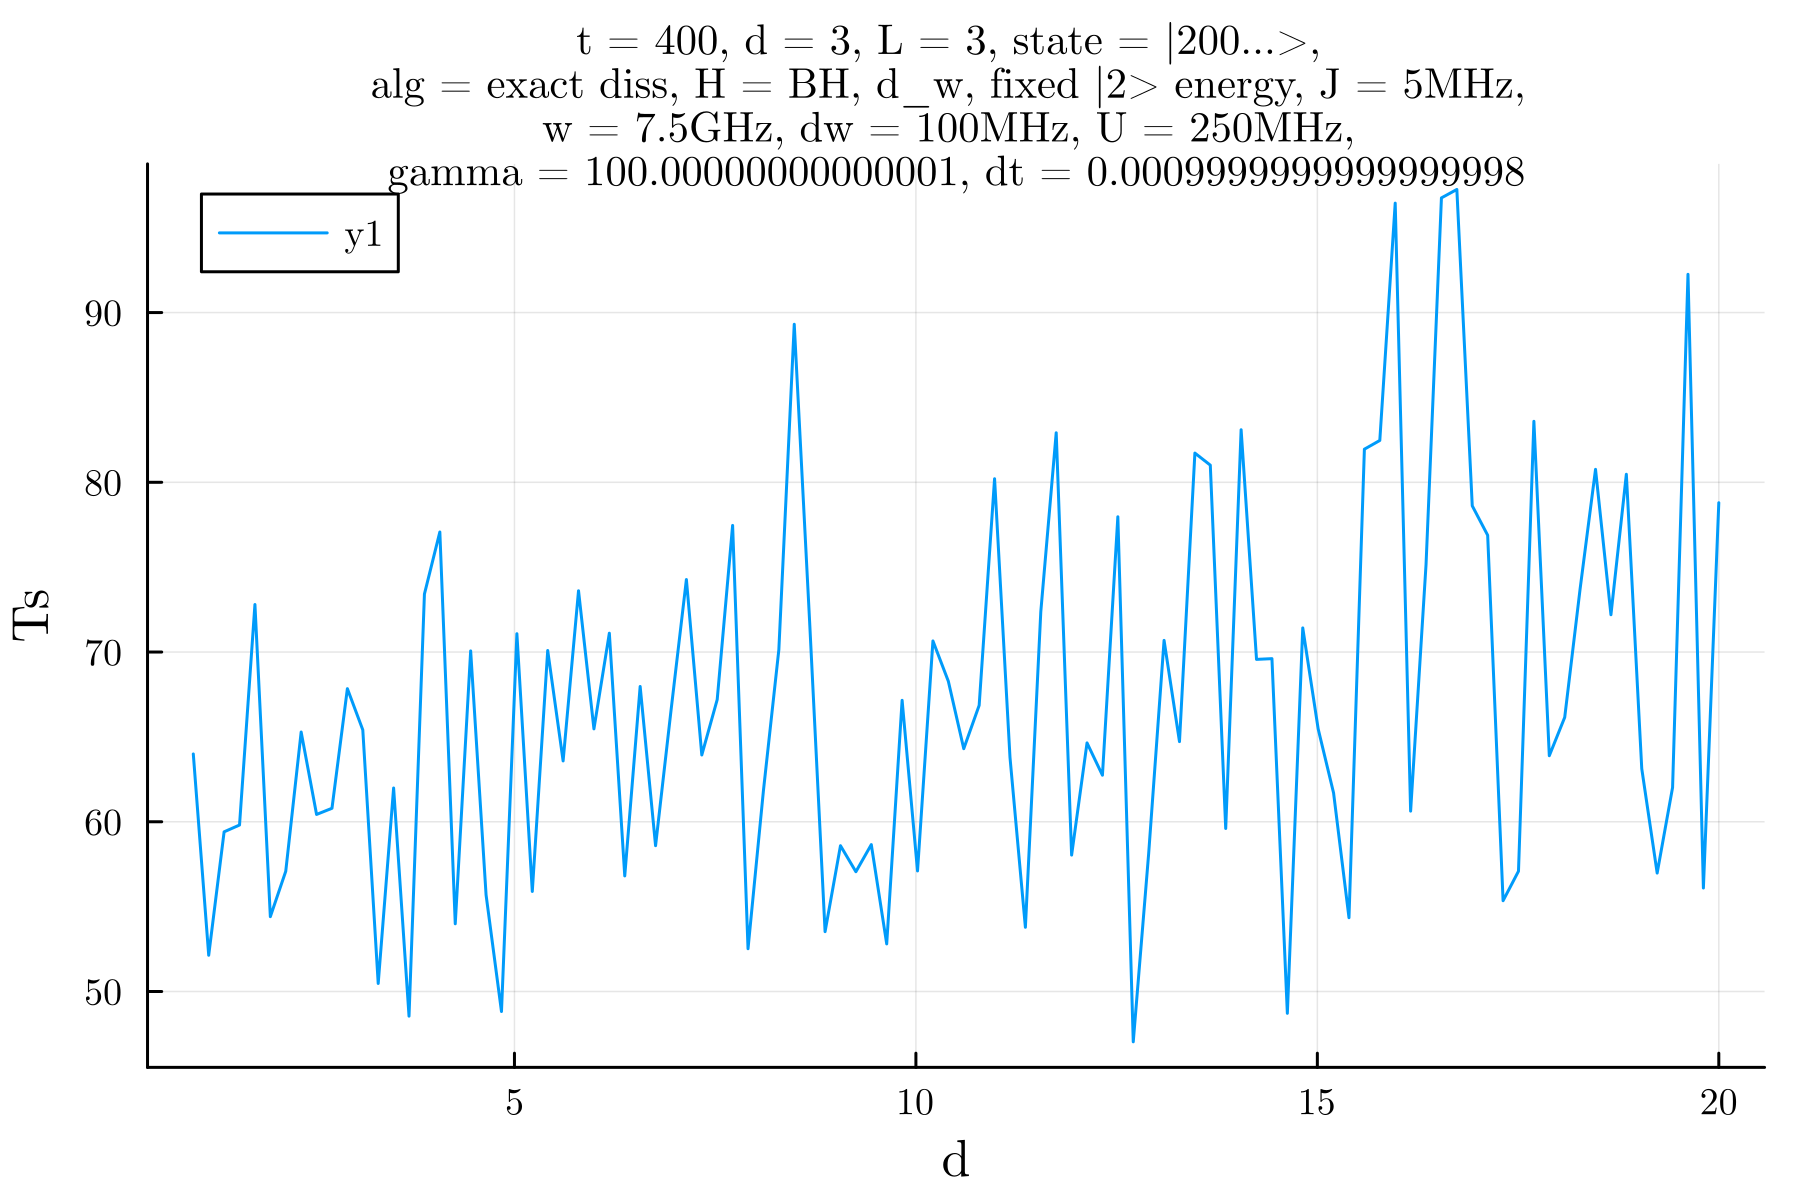 t = 400, d = 3, L = 3, state = |200...>,
alg = exact diss, H = BH, d_w, fixed |2> energy, J = 5MHz,
w = 7.5GHz, dw = 100MHz, U = 250MHz,
gamma = 100.00000000000001, dt = 0.0009999999999999998
y1
90
80
70
60
50
Ts
5
10
15
20
d